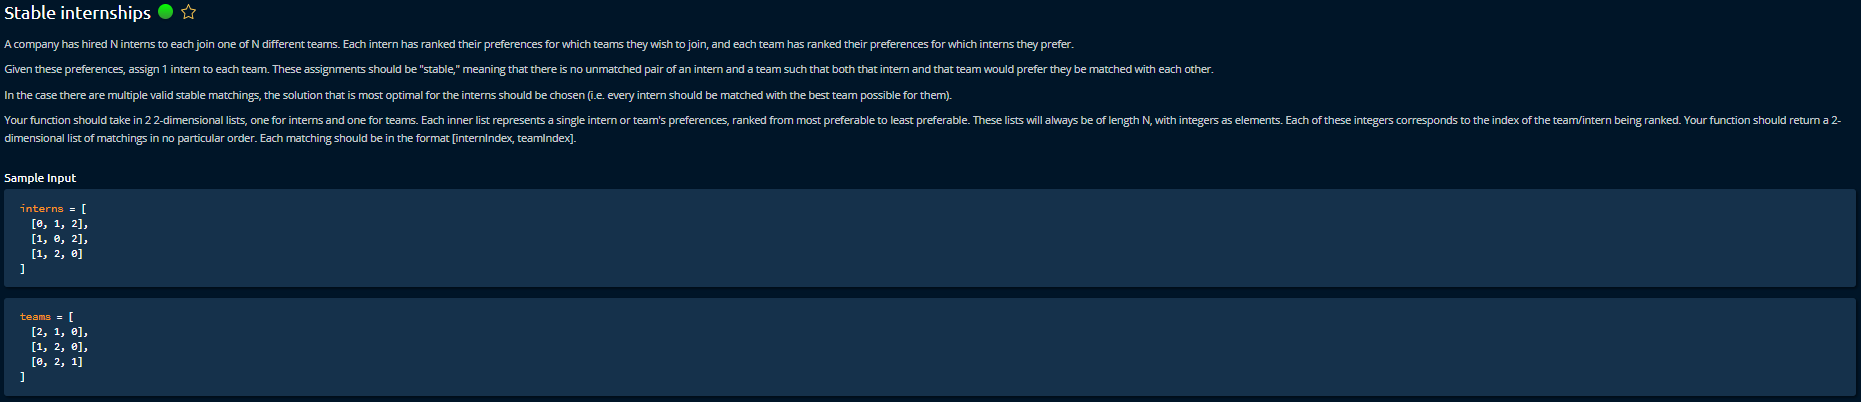 Stable internships
A company has hired N interns to each join one of N different teams. Each intern has ranked their preferences for which teams they wish to join, and each team has ranked their preferences for which interns they prefer.
Given these preferences, assign 1 intern to each team. These assignments should be "stable," meaning that there is no unmatched pair of an intern and a team such that both that intern and that team would prefer they be matched with each other.
In the case there are multiple valid stable matchings, the solution that is most optimal for the interns should be chosen (i.e. every intern should be matched with the best team possible for them).
Your function should take in 2 2-dimensional lists, one for interns and one for teams. Each inner list represents a single intern or team's preferences, ranked from most preferable to least preferable. These lists will always be of length N, with integers as elements. Each of these integers corresponds to the index of the team/intern being ranked. Your function should return a 2-
dimensional list of matchings in no particular order. Each matching should be in the format [internIndex, teamIndex].
Sample Input
interns = [
[0, 1, 2],
[1, 0, 2],
[1, 2, 0]
]
teams = [
[2, 1, 0],
[1, 2, 0],
[0, 2, 1]
]